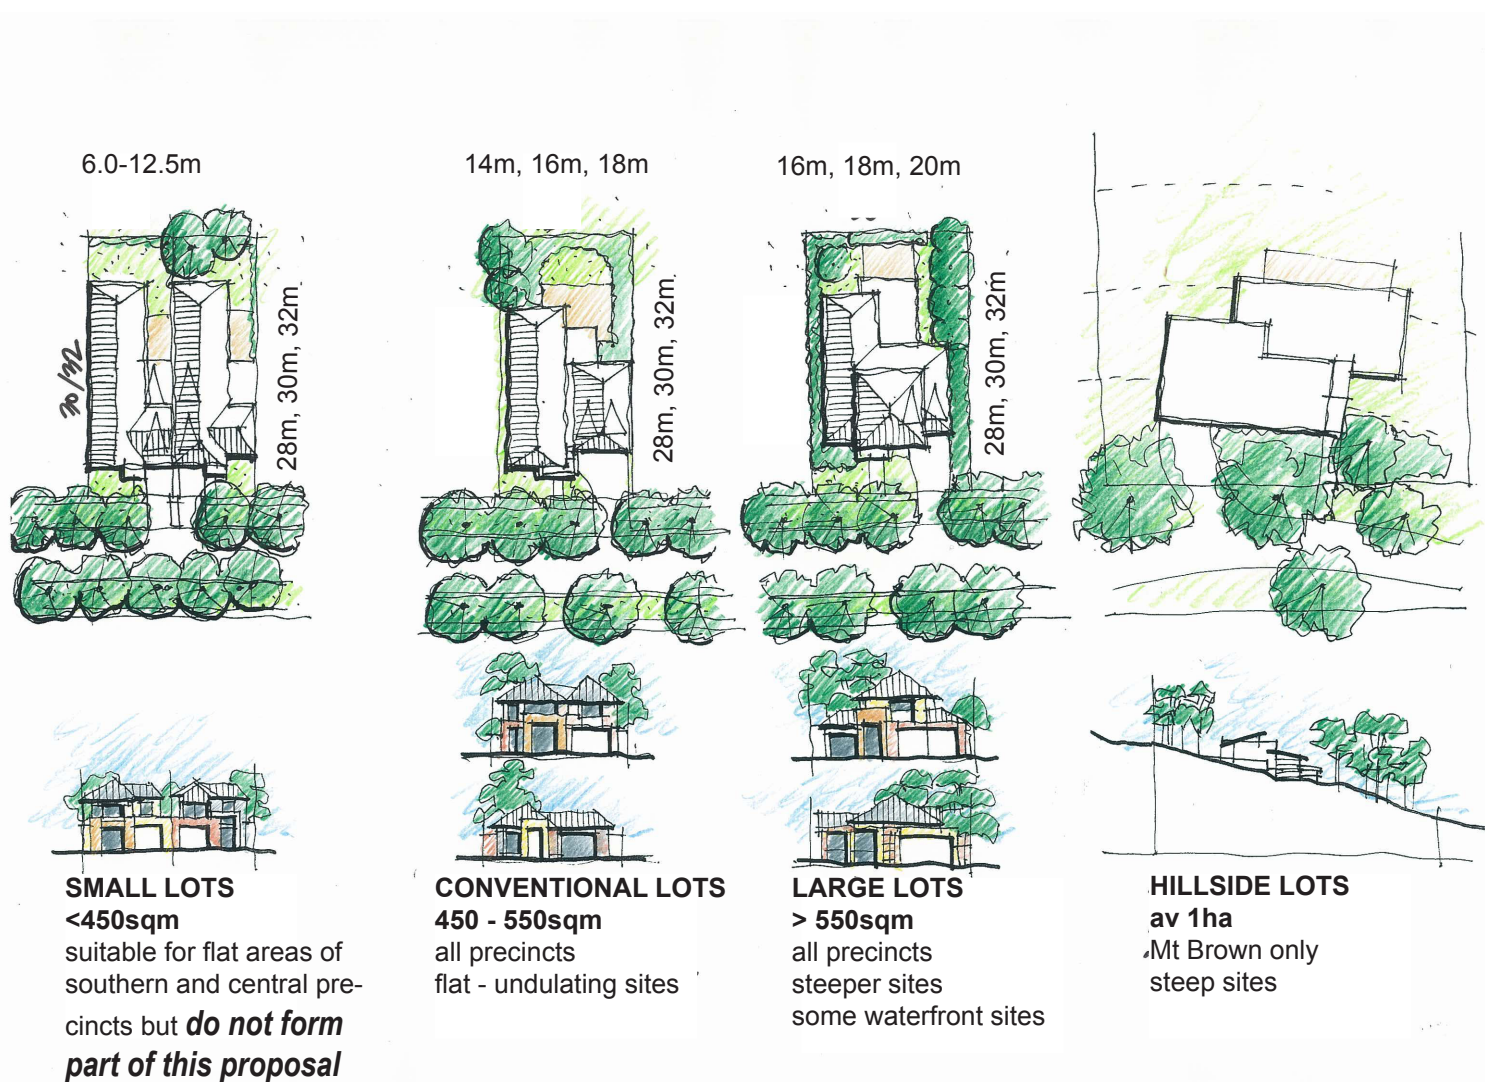 6.0-12.5m
14m, 16m, 18m
16m, 18m, 20m
28m, 30m, 32m
30/32
28m, 30m, 32m
28m, 30m, 32m
SMALL LOTS
<450sqm
suitable for flat areas of
southern and central pre-
cincts but do not form
part of this proposal
CONVENTIONAL LOTS
450 - 550sqm
all precincts
flat - undulating sites
LARGE LOTS
> 550sqm
all precincts
steeper sites
some waterfront sites
HILLSIDE LOTS
av 1ha
Mt Brown only
steep sites